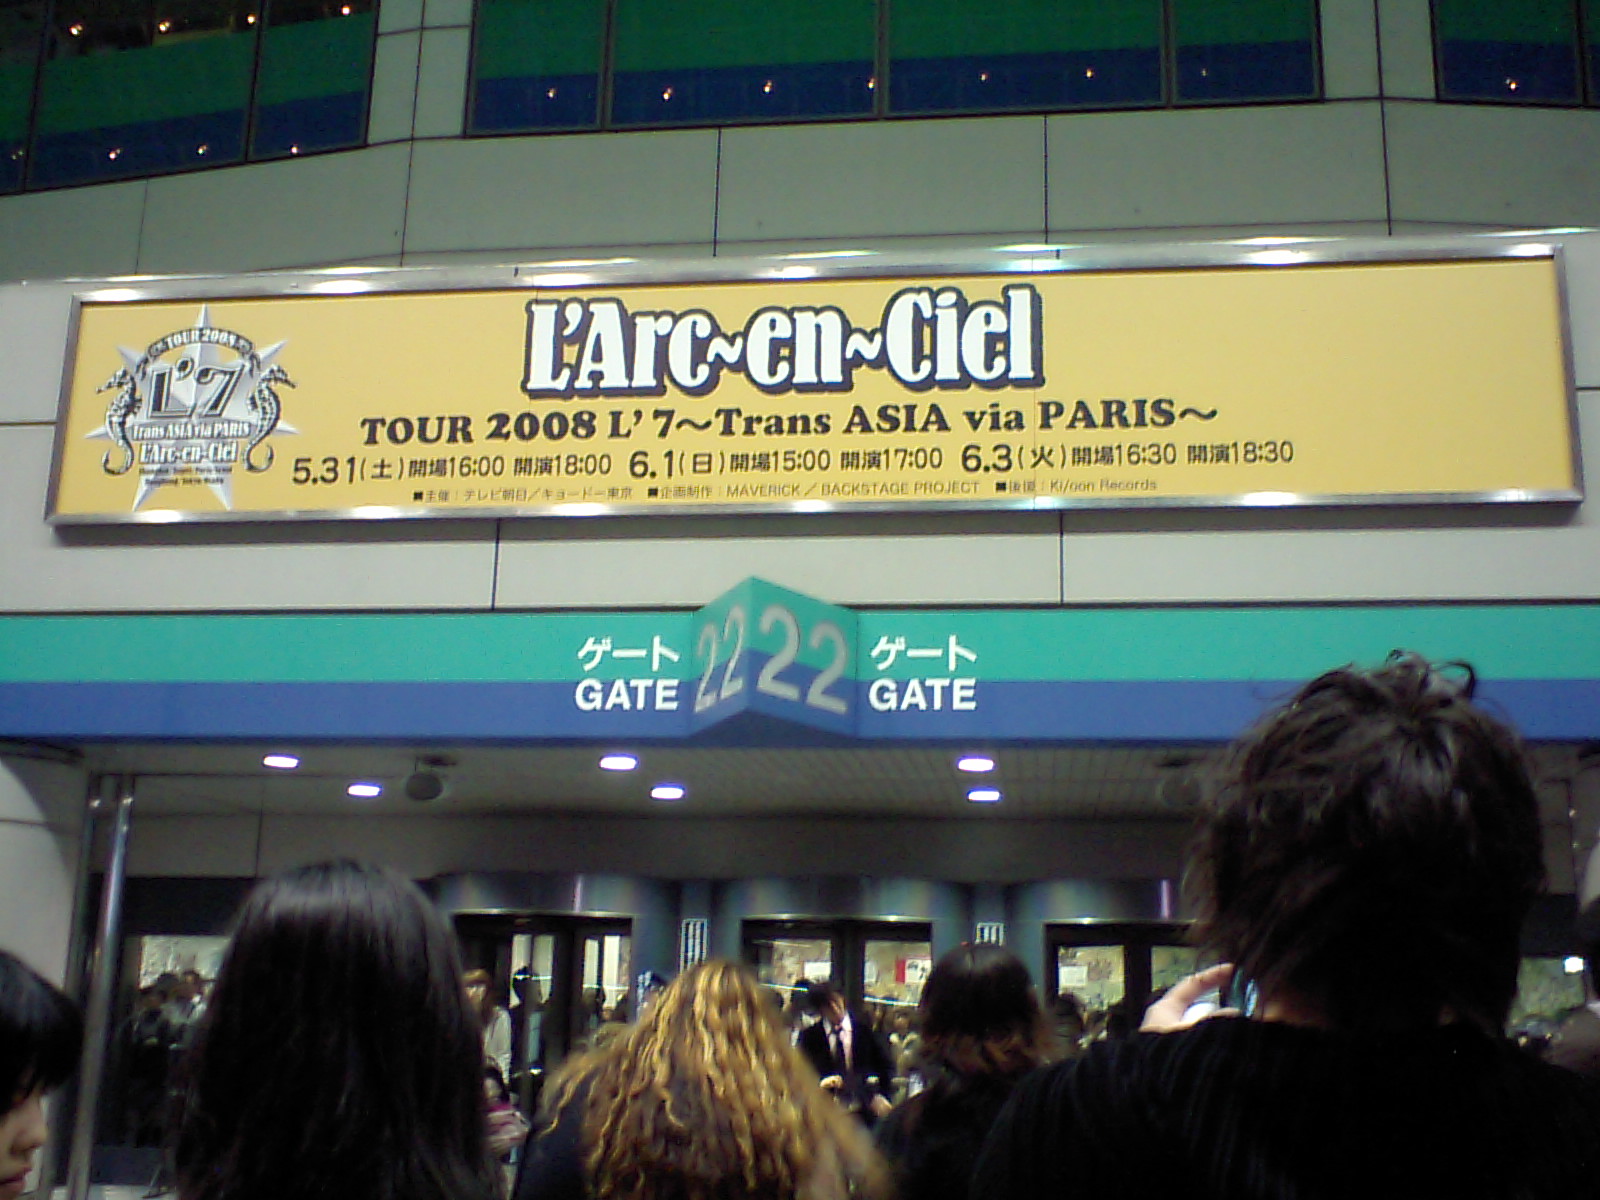 TOUR 2008
L'7
Trans ASIA via PARIS
L'Arc~en~Ciel
L'Arc~en~Ciel
TOUR 2008 L'7～Trans ASIA via PARIS～
5.31(土)開場16:00 開演18:00 6.1(日)開場15:00 開演17:00 6.3(火)開場16:30 開演18:30
■主催：テレビ朝日／キョードー東京 ■企画制作：MAVERICK／BACKSTAGE PROJECT ■後援：Ki/oon Records
ゲート 22 22 ゲート
GATE GATE